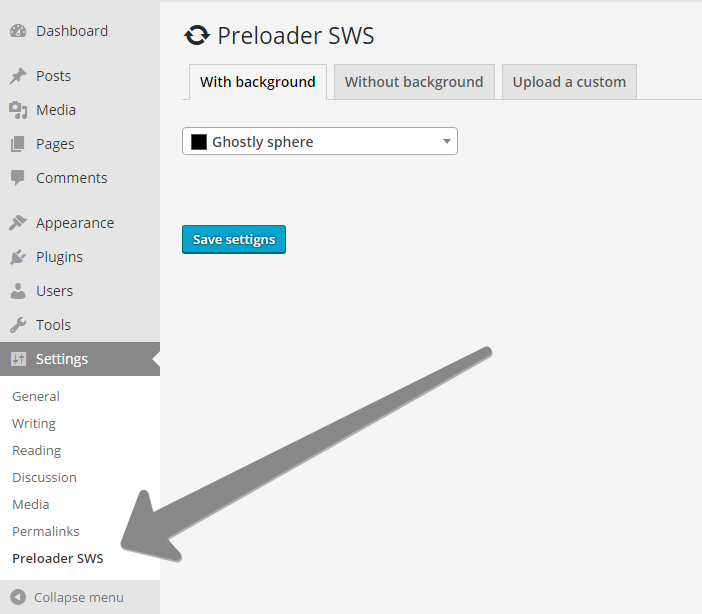 Dashboard
Posts
Media
Pages
Comments
Appearance
Plugins
Users
Tools
Settings
General
Writing
Reading
Discussion
Media
Permalinks
Preloader SWS
Collapse menu
Preloader SWS
With background
Without background
Upload a custom
Ghostly sphere
Save settigns